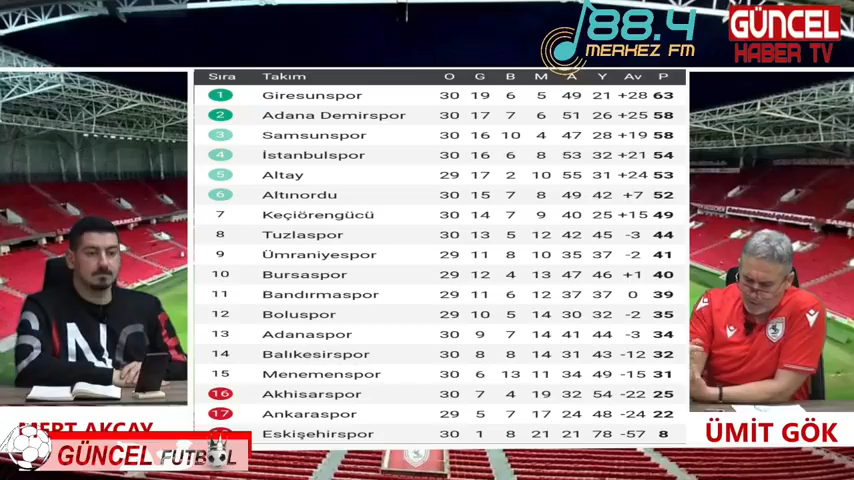 88.4
MERKEZ FM
GÜNCEL
HABER TV
Sıra Takım O G B M A Y Av P
1 Giresunspor 30 19 6 5 49 21 +28 63
2 Adana Demirspor 30 17 7 6 51 26 +25 58
3 Samsunspor 30 16 10 4 47 28 +19 58
4 İstanbulspor 30 16 6 8 53 32 +21 54
5 Altay 29 17 2 10 55 31 +24 53
6 Altınordu 30 15 7 8 49 42 +7 52
7 Keçiörengücü 30 14 7 9 40 25 +15 49
8 Tuzlaspor 30 13 5 12 42 45 -3 44
9 Ümraniyespor 29 11 8 10 35 37 -2 41
10 Bursaspor 29 12 4 13 47 46 +1 40
11 Bandırmaspor 29 11 6 12 37 37 0 39
12 Boluspor 29 10 5 14 30 32 -2 35
13 Adanaspor 30 9 7 14 41 44 -3 34
14 Balıkesirspor 30 8 8 14 31 43 -12 32
15 Menemenspor 30 6 13 11 34 49 -15 31
16 Akhisarspor 30 7 4 19 32 54 -22 25
17 Ankaraspor 29 5 7 17 24 48 -24 22
Eskişehirspor 30 1 8 21 21 78 -57 8
MERT AKÇAY
ÜMİT GÖK
GÜNCEL FUTBOL